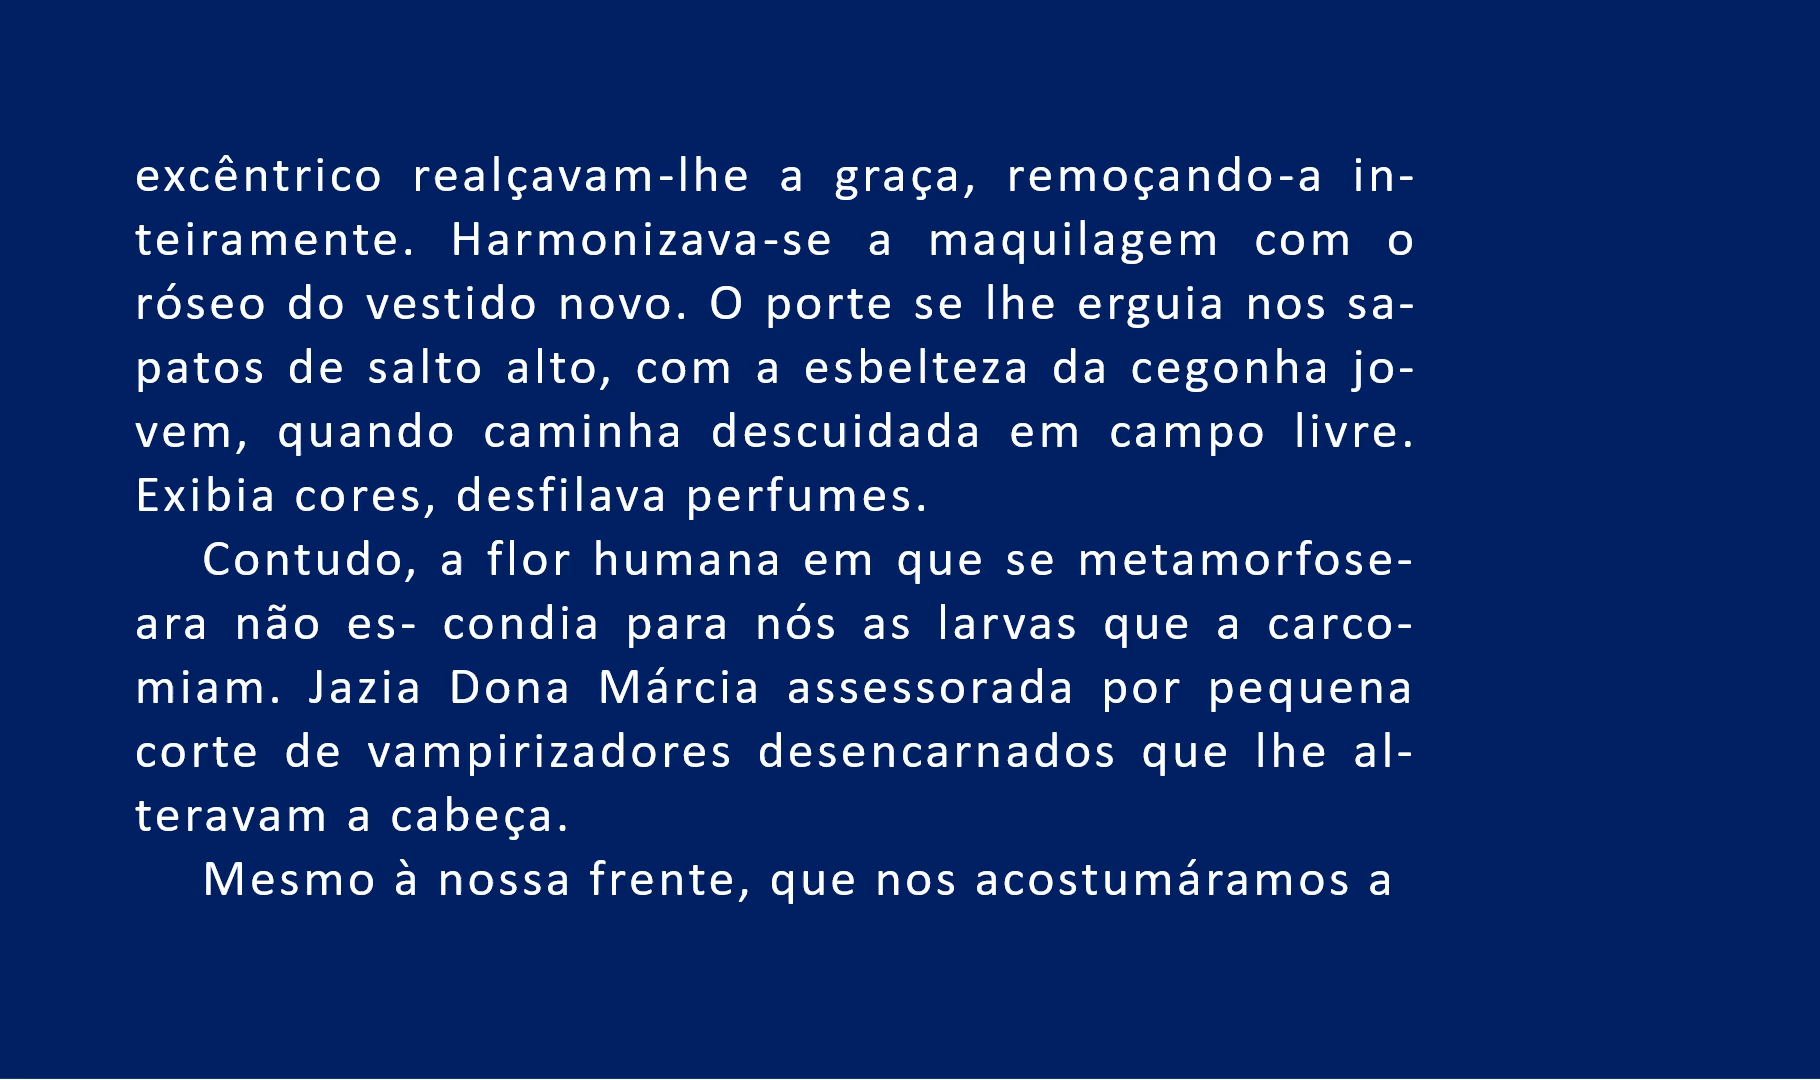 excêntrico realçavam-lhe a graça, remoçando-a in-
teiramente. Harmonizava-se a maquilagem com o
róseo do vestido novo. O porte se lhe erguia nos sa-
patos de salto alto, com a esbelteza da cegonha jo-
vem, quando caminha descuidada em campo livre.
Exibia cores, desfilava perfumes.
Contudo, a flor humana em que se metamorfose-
ara não es- condia para nós as larvas que a carco-
miam. Jazia Dona Márcia assessorada por pequena
corte de vampirizadores desencarnados que lhe al-
teravam a cabeça.
Mesmo à nossa frente, que nos acostumáramos a